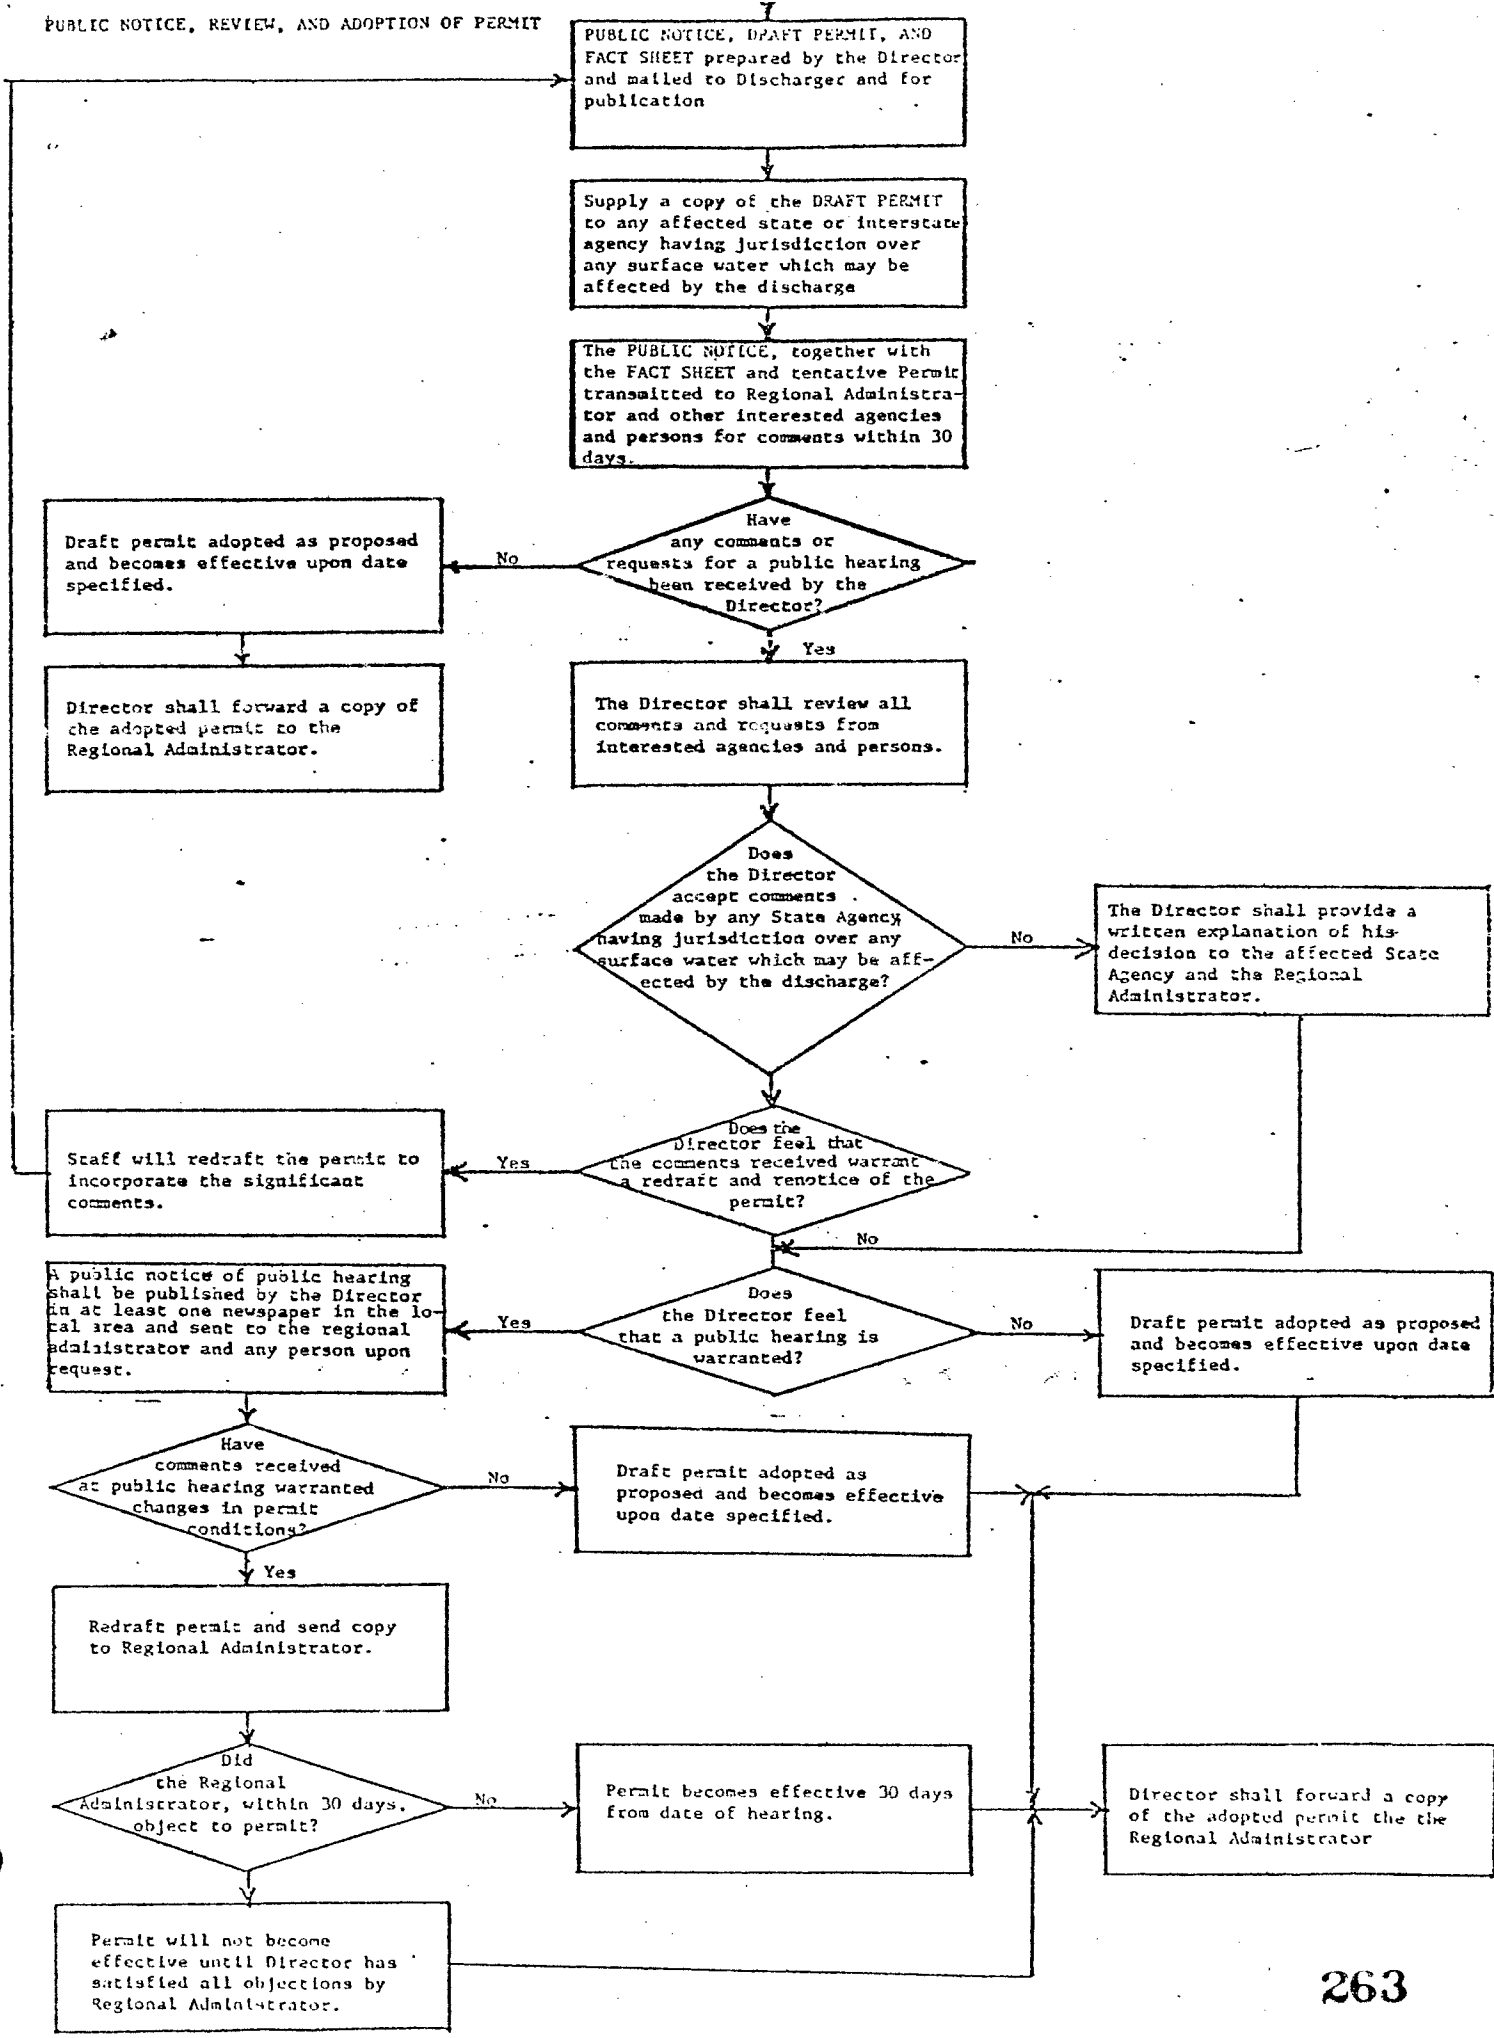 PUBLIC NOTICE, REVIEW, AND ADOPTION OF PERMIT
PUBLIC NOTICE, DRAFT PERMIT, AND
FACT SHEET prepared by the Director
and mailed to Discharger and for
publication
Supply a copy of the DRAFT PERMIT
to any affected state or interstate
agency having jurisdiction over
any surface water which may be
affected by the discharge
The PUBLIC NOTICE, together with
the FACT SHEET and tentative Permit
transmitted to Regional Administra-
tor and other interested agencies
and persons for comments within 30
days.
Have
any comments or
requests for a public hearing
been received by the
Director?
No
Draft permit adopted as proposed
and becomes effective upon date
specified.
Director shall forward a copy of
the adopted permit to the
Regional Administrator.
Yes
The Director shall review all
comments and requests from
interested agencies and persons.
Does
the Director
accept comments
made by any State Agency
having jurisdiction over any
surface water which may be aff-
ected by the discharge?
No
The Director shall provide a
written explanation of his
decision to the affected State
Agency and the Regional
Administrator.
Does the
Director feel that
the comments received warrant
a redraft and renotice of the
permit?
Yes
Staff will redraft the permit to
incorporate the significant
comments.
No
Does
the Director feel
that a public hearing is
warranted?
Yes
A public notice of public hearing
shall be published by the Director
in at least one newspaper in the lo-
cal area and sent to the regional
administrator and any person upon
request.
No
Draft permit adopted as proposed
and becomes effective upon date
specified.
Have
comments received
at public hearing warranted
changes in permit
conditions?
No
Draft permit adopted as
proposed and becomes effective
upon date specified.
Yes
Redraft permit and send copy
to Regional Administrator.
Did
the Regional
Administrator, within 30 days,
object to permit?
No
Permit becomes effective 30 days
from date of hearing.
Director shall forward a copy
of the adopted permit the the
Regional Administrator
Permit will not become
effective until Director has
satisfied all objections by
Regional Administrator.
263